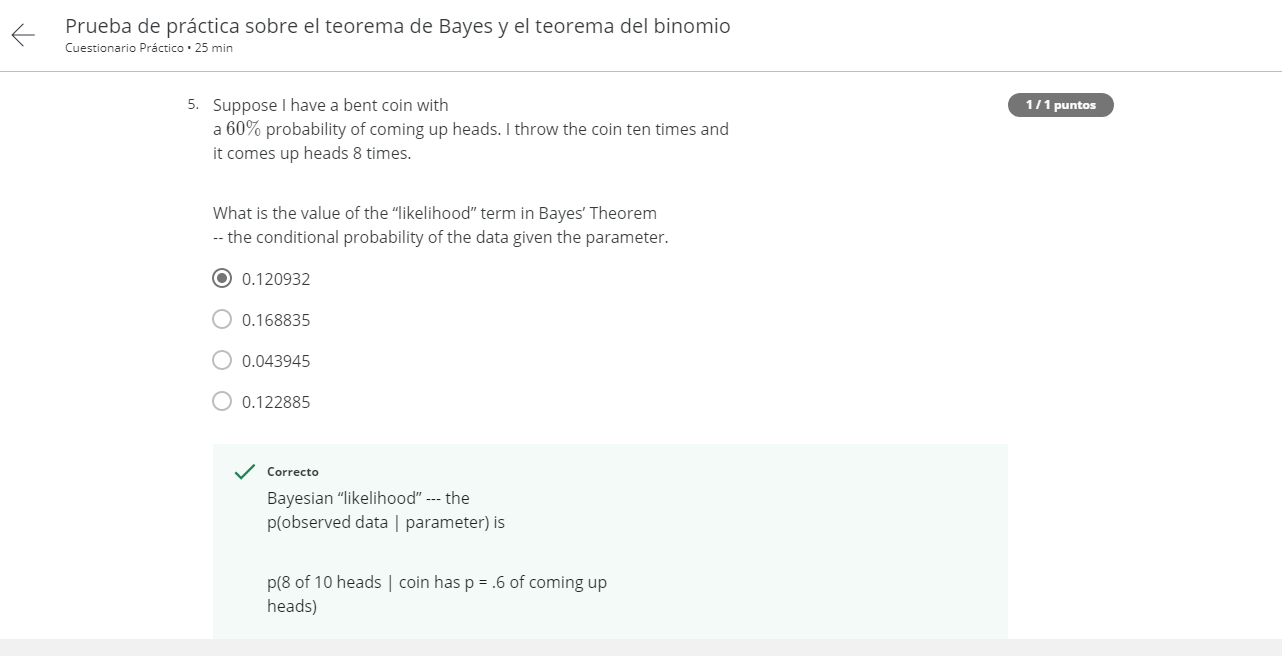 Prueba de práctica sobre el teorema de Bayes y el teorema del binomio
Cuestionario Práctico • 25 min
5. Suppose I have a bent coin with
1 / 1 puntos
a 60% probability of coming up heads. I throw the coin ten times and
it comes up heads 8 times.
What is the value of the “likelihood” term in Bayes’ Theorem
-- the conditional probability of the data given the parameter.
0.120932
0.168835
0.043945
0.122885
Correcto
Bayesian “likelihood” --- the
p(observed data | parameter) is
p(8 of 10 heads | coin has p = .6 of coming up
heads)